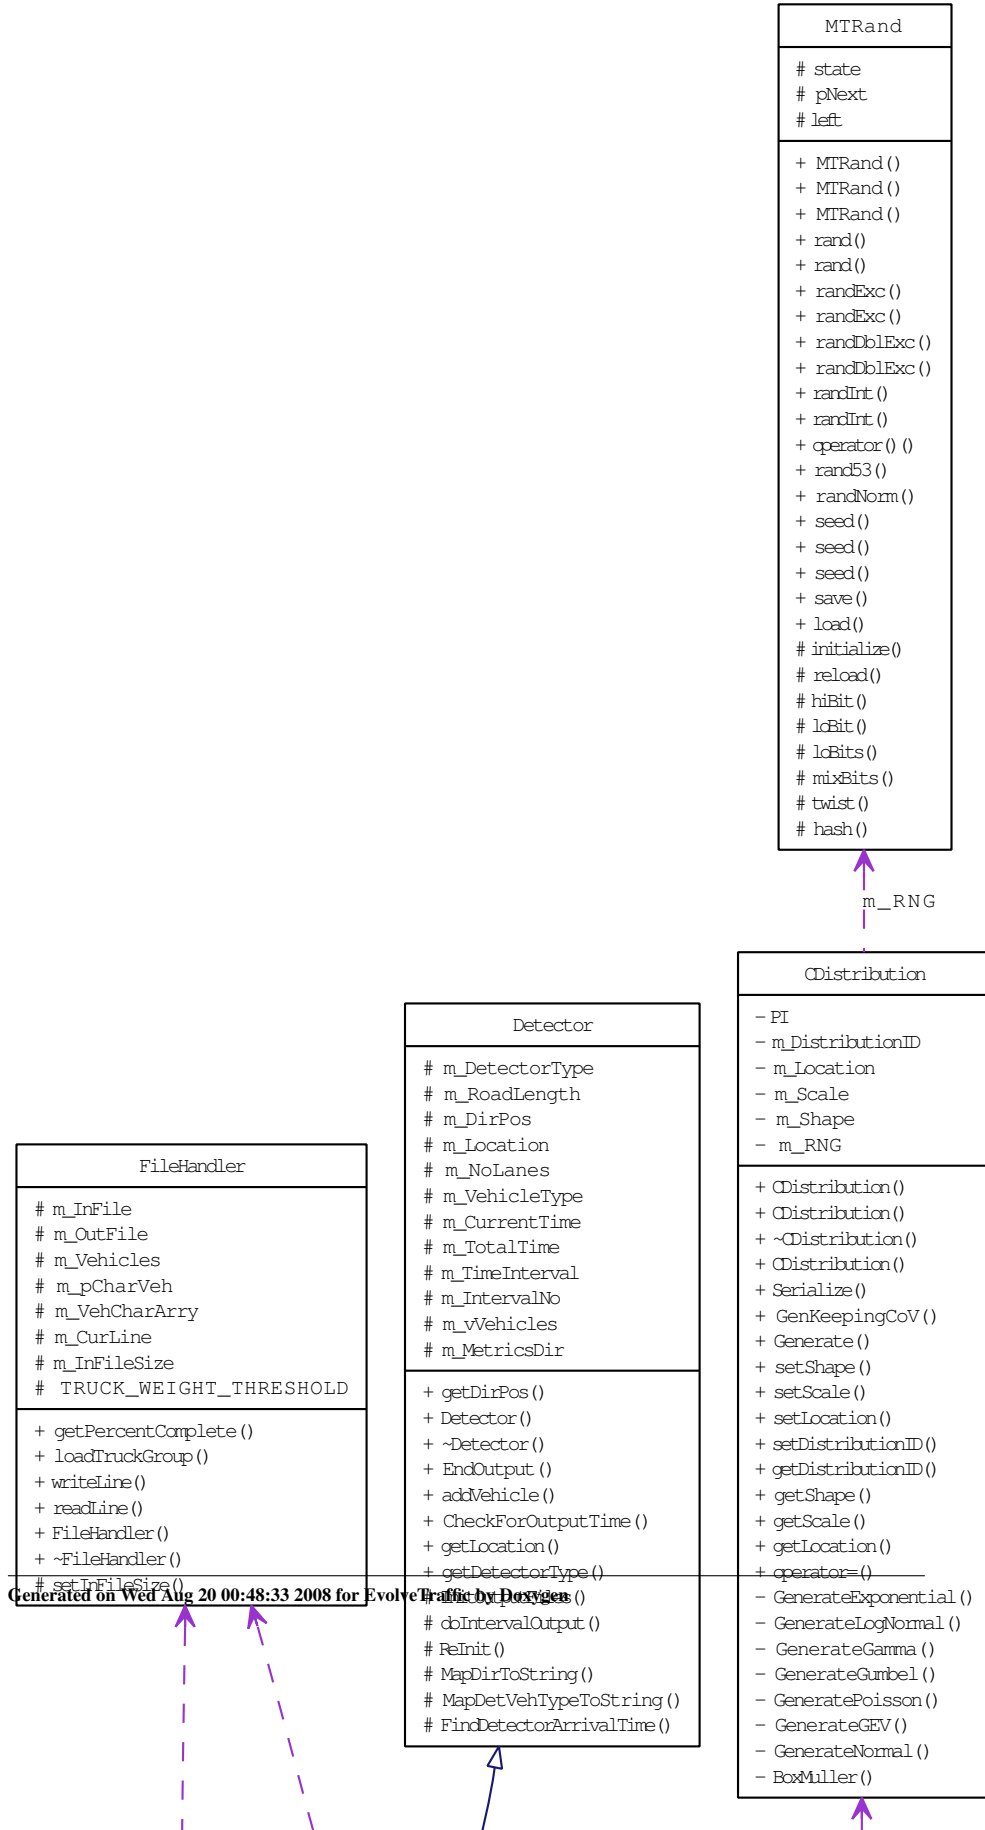 MTRand
# state
# pNext
# left
+ MTRand()
+ MTRand()
+ MTRand()
+ rand()
+ rand()
+ randExc()
+ randExc()
+ randDblExc()
+ randDblExc()
+ randInt()
+ randInt()
+ operator()()
+ rand53()
+ randNorm()
+ seed()
+ seed()
+ seed()
+ save()
+ load()
# initialize()
# reload()
# hiBit()
# loBit()
# loBits()
# mixBits()
# twist()
# hash()
m_RNG
CDistribution
- PI
- m_DistributionID
- m_Location
- m_Scale
- m_Shape
- m_RNG
+ CDistribution()
+ CDistribution()
+ ~CDistribution()
+ CDistribution()
+ Serialize()
+ GenKeepingCoV()
+ Generate()
+ setShape()
+ setScale()
+ setLocation()
+ setDistributionID()
+ getDistributionID()
+ getShape()
+ getScale()
+ getLocation()
+ operator=()
- GenerateExponential()
- GenerateLogNormal()
- GenerateGamma()
- GenerateGumbel()
- GeneratePoisson()
- GenerateGEV()
- GenerateNormal()
- BoxMuller()
Detector
# m_DetectorType
# m_RoadLength
# m_DirPos
# m_Location
# m_NoLanes
# m_VehicleType
# m_CurrentTime
# m_TotalTime
# m_TimeInterval
# m_IntervalNo
# m_vVehicles
# m_MetricsDir
+ getDirPos()
+ Detector()
+ ~Detector()
+ EndOutput()
+ addVehicle()
+ CheckForOutputTime()
+ getLocation()
+ getDetectorType()
# doIntervalOutput()
# ReInit()
# MapDirToString()
# MapDetVehTypeToString()
# FindDetectorArrivalTime()
FileHandler
# m_InFile
# m_OutFile
# m_Vehicles
# m_pCharVeh
# m_VehCharArry
# m_CurLine
# m_InFileSize
# TRUCK_WEIGHT_THRESHOLD
+ getPercentComplete()
+ loadTruckGroup()
+ writeLine()
+ readLine()
+ FileHandler()
+ ~FileHandler()
# setInFileSize()
Generated on Wed Aug 20 00:48:33 2008 for EvolveTraffic by Doxygen